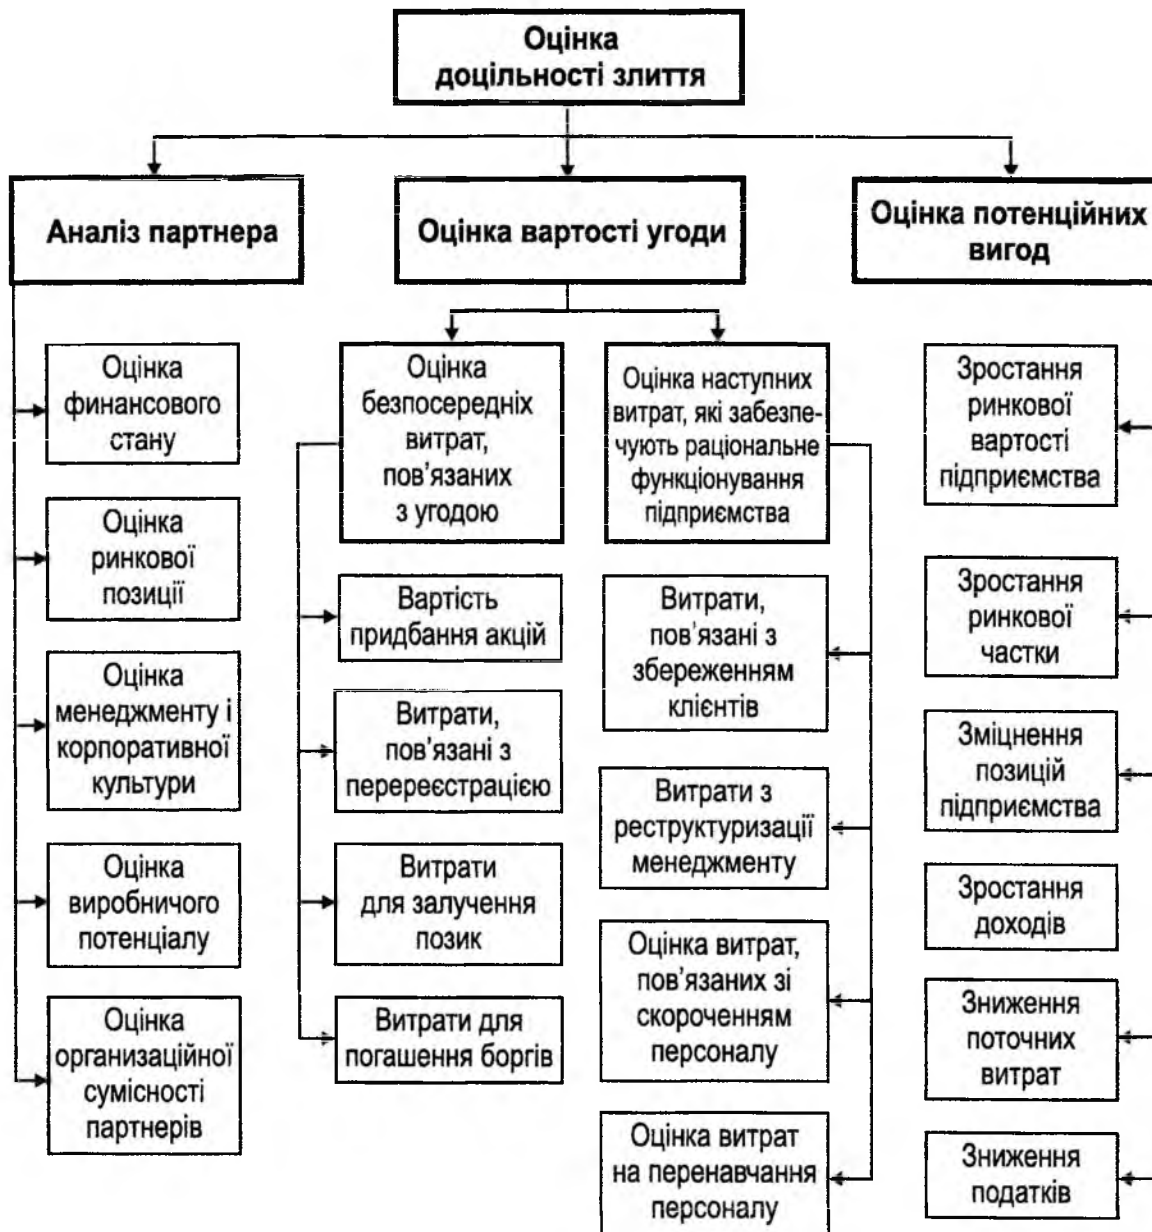 Оцінка
доцільності злиття
Аналіз партнера
Оцінка вартості угоди
Оцінка потенційних
вигод
Оцінка
финансового
стану
Оцінка
ринкової
позиції
Оцінка
менеджменту і
корпоративної
культури
Оцінка
виробничого
потенціалу
Оцінка
организаційної
сумісності
партнерів
Оцінка
безпосередніх
витрат,
пов’язаних
з угодою
Вартість
придбання акцій
Витрати,
пов’язані з
перереєстрацією
Витрати
для залучення
позик
Витрати для
погашення боргів
Оцінка наступних
витрат, які забезпе-
чують раціональне
функціонування
підприємства
Витрати,
пов’язані з
збереженням
клієнтів
Витрати з
реструктуризації
менеджменту
Оцінка витрат,
пов’язаних зі
скороченням
персоналу
Оцінка витрат
на перенавчання
персоналу
Зростання
ринкової
вартості
підприємства
Зростання
ринкової
частки
Зміцнення
позицій
підприємства
Зростання
доходів
Зниження
поточних
витрат
Зниження
податків